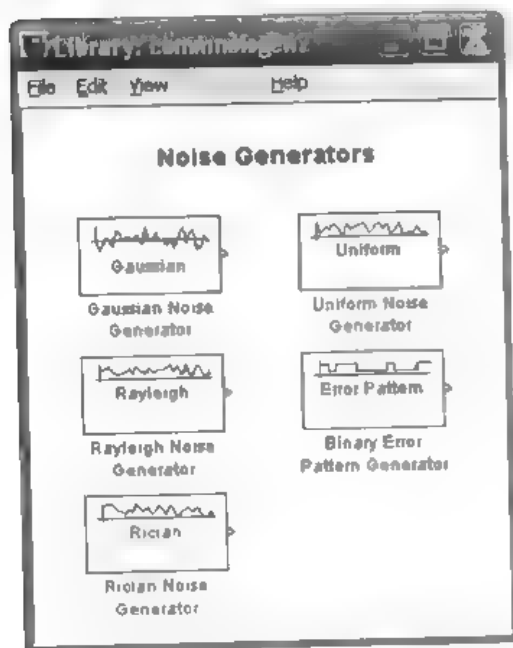 File Edit View Help
Noise Generators
Gaussian
Gaussian Noise
Generator
Uniform
Uniform Noise
Generator
Rayleigh
Rayleigh Noise
Generator
Error Pattern
Binary Error
Pattern Generator
Rician
Rician Noise
Generator